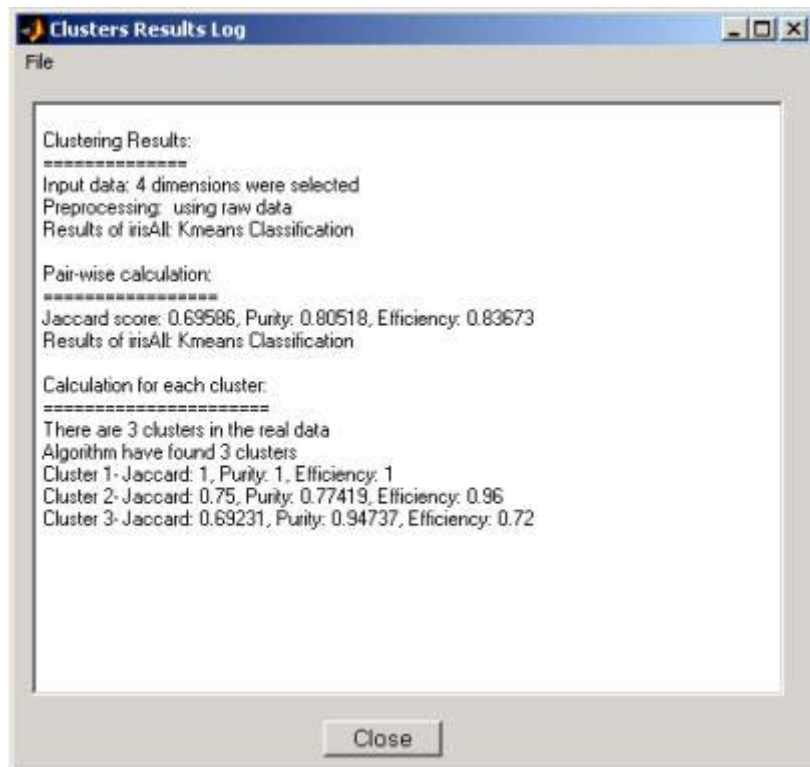 Clusters Results Log
File
Clustering Results:
===============
Input data: 4 dimensions were selected
Preprocessing: using raw data
Results of irisAll: Kmeans Classification
Pair-wise calculation:
==================
Jaccard score: 0.69586, Purity: 0.80518, Efficiency: 0.83673
Results of irisAll: Kmeans Classification
Calculation for each cluster:
=======================
There are 3 clusters in the real data
Algorithm have found 3 clusters
Cluster 1- Jaccard: 1, Purity: 1, Efficiency: 1
Cluster 2- Jaccard: 0.75, Purity: 0.77419, Efficiency: 0.96
Cluster 3- Jaccard: 0.69231, Purity: 0.94737, Efficiency: 0.72
Close